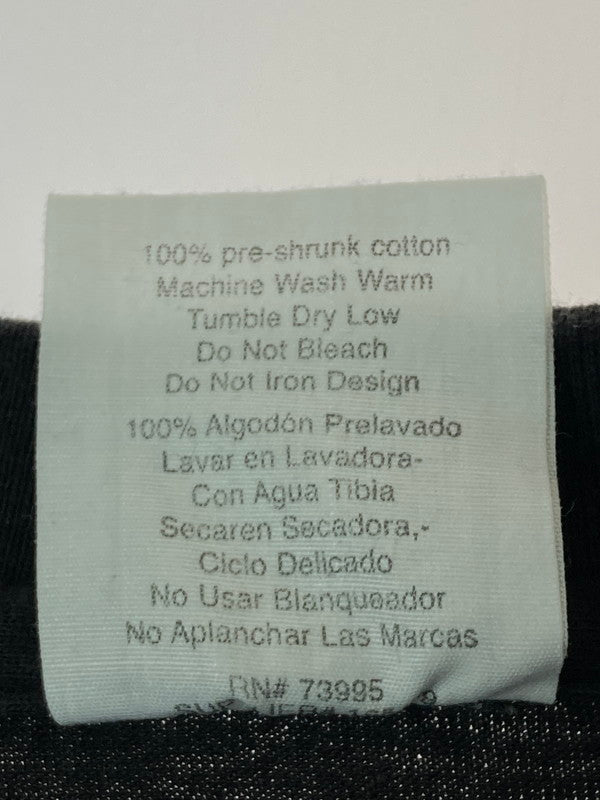 100% pre-shrunk cotton
Machine Wash Warm
Tumble Dry Low
Do Not Bleach
Do Not Iron Design
100% Algodón Prelavado
Lavar en Lavadora-
Con Agua Tibia
Secaren Secadora,-
Ciclo Delicado
No Usar Blanqueador
No Aplanchar Las Marcas
RN# 73995